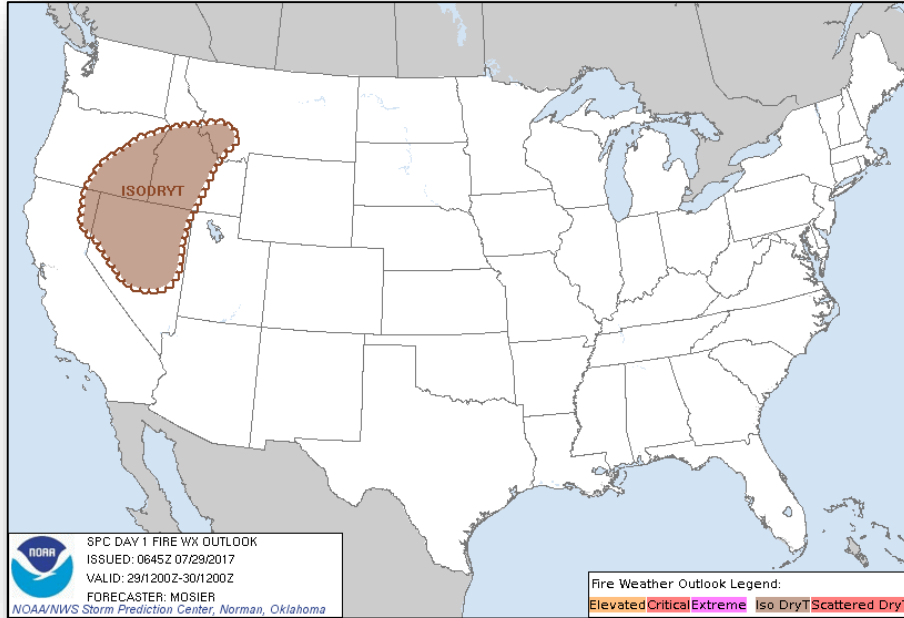 ISODRYT
NOAA
SPC DAY 1 FIRE WX OUTLOOK
ISSUED: 0645Z 07/29/2017
VALID: 29/1200Z-30/1200Z
FORECASTER: MOSIER
NOAA/NWS Storm Prediction Center, Norman, Oklahoma
Fire Weather Outlook Legend:
Elevated Critical Extreme Iso DryT Scattered DryT